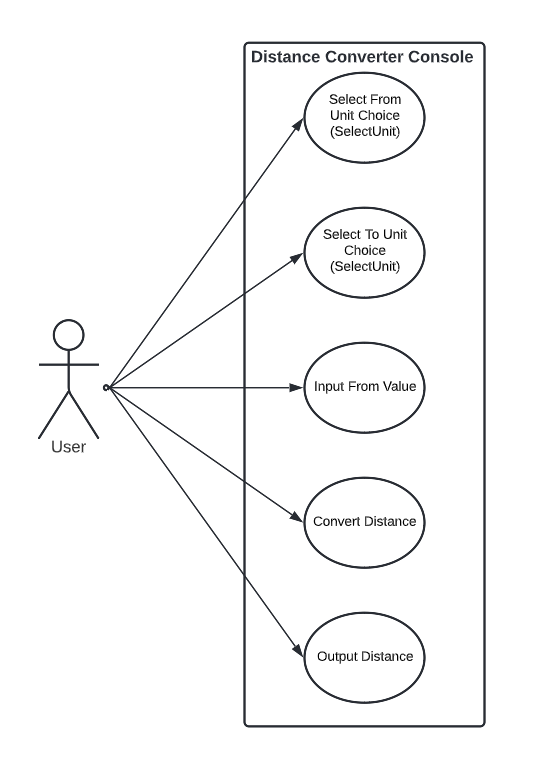 Distance Converter Console
Select From
Unit Choice
(SelectUnit)
Select To Unit
Choice
(SelectUnit)
Input From Value
User
Convert Distance
Output Distance